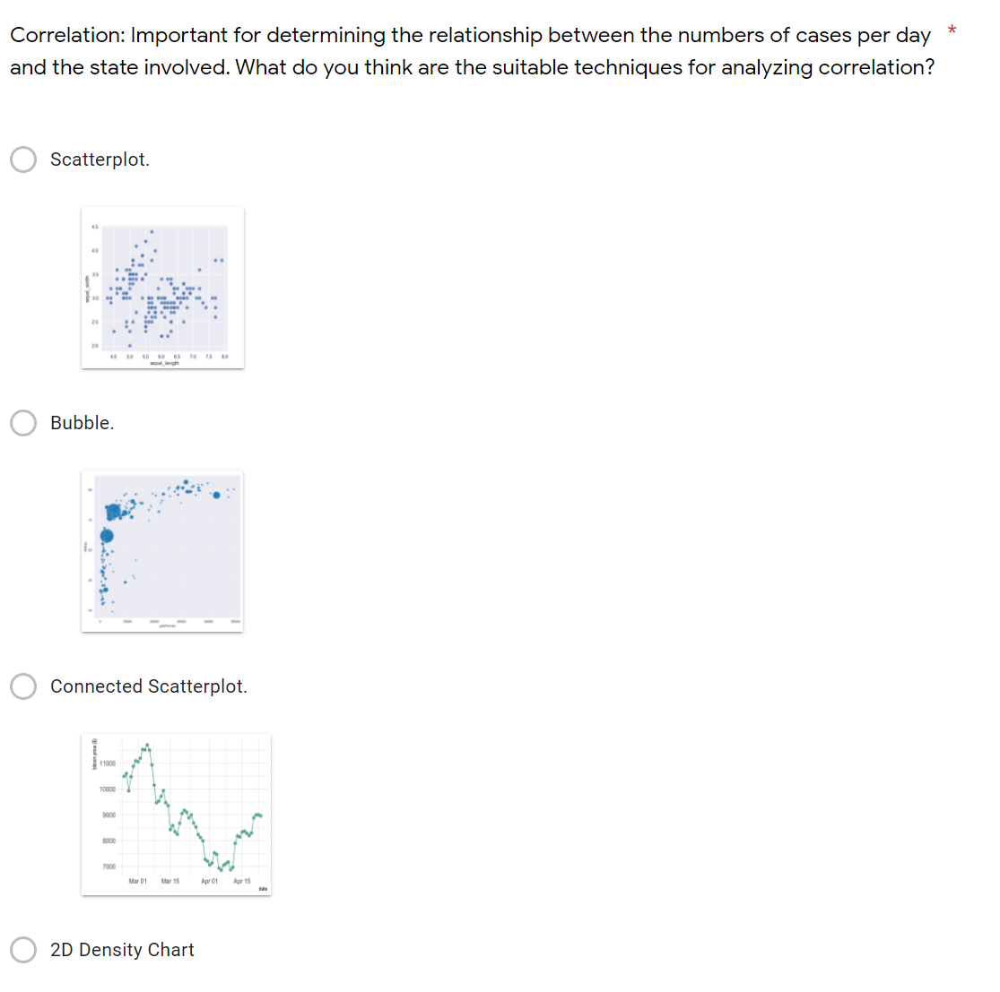 Correlation: Important for determining the relationship between the numbers of cases per day *
and the state involved. What do you think are the suitable techniques for analyzing correlation?
Scatterplot.
4.5
4.0
3.5
3.0
2.5
2.0
sepal_width
4.5 5.0 5.5 6.0 6.5 7.0 7.5 8.0
sepal_length
Bubble.
Connected Scatterplot.
bitcoin price ($)
11000
10000
9000
8000
7000
Mar 01 Mar 15 Apr 01 Apr 15
date
2D Density Chart